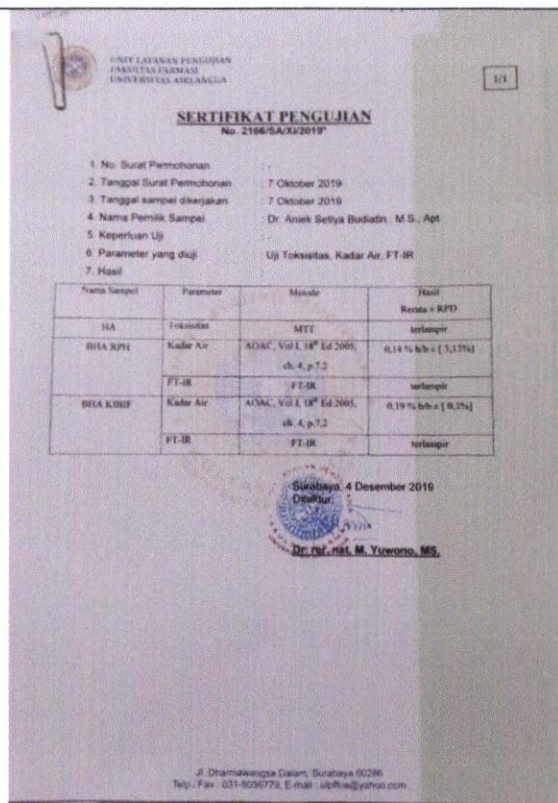 UNIT LAYANAN PENGUJIAN
FAKULTAS FARMASI
UNIVERSITAS AIRLANGGA
1/1
SERTIFIKAT PENGUJIAN
No. 2166/SA/XI/2019*
1. No. Surat Permohonan : -
2. Tanggal Surat Permohonan : 7 Oktober 2019
3. Tanggal sampel dikerjakan : 7 Oktober 2019
4. Nama Pemilik Sampel : Dr. Aniek Setiya Budiatin., M.S., Apt
5. Keperluan Uji : -
6. Parameter yang diuji : Uji Toksisitas, Kadar Air, FT-IR
7. Hasil :
Nama Sampel Parameter Metode Hasil
Rerata ± RPD
HA Toksisitas MTT terlampir
BHA RPH Kadar Air AOAC, Vol I, 18th Ed 2005, 0,14 % b/b ± [ 3,15%]
ch. 4, p.7,2
FT-IR FT-IR terlampir
BHA KIBIF Kadar Air AOAC, Vol I, 18th Ed 2005, 0,19 % b/b ± [ 0,3%]
ch. 4, p.7,2
FT-IR FT-IR terlampir
Surabaya, 4 Desember 2019
Direktur,
Dr. rer. nat. M. Yuwono, MS.
Jl. Dharmawangsa Dalam, Surabaya 60286
Telp./ Fax : 031-5036779, E-mail : ulpffua@yahoo.com